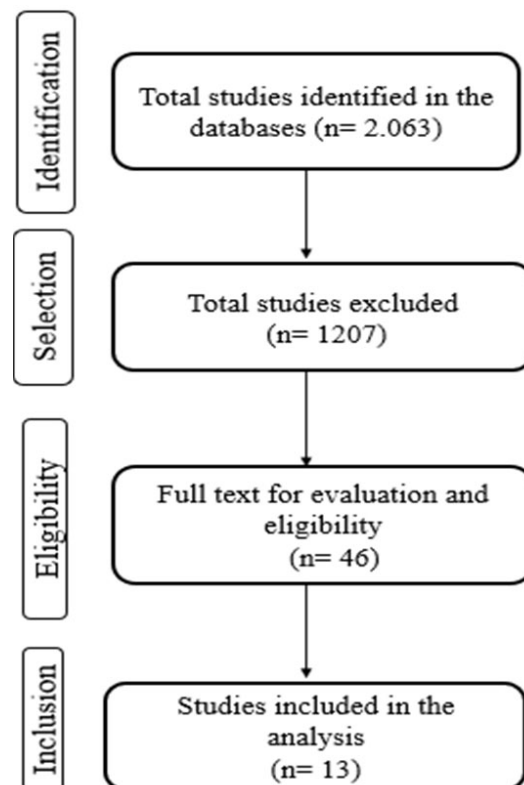 Identification
Total studies identified in the
databases (n= 2.063)
Selection
Total studies excluded
(n= 1207)
Eligibility
Full text for evaluation and
eligibility
(n= 46)
Inclusion
Studies included in the
analysis
(n= 13)